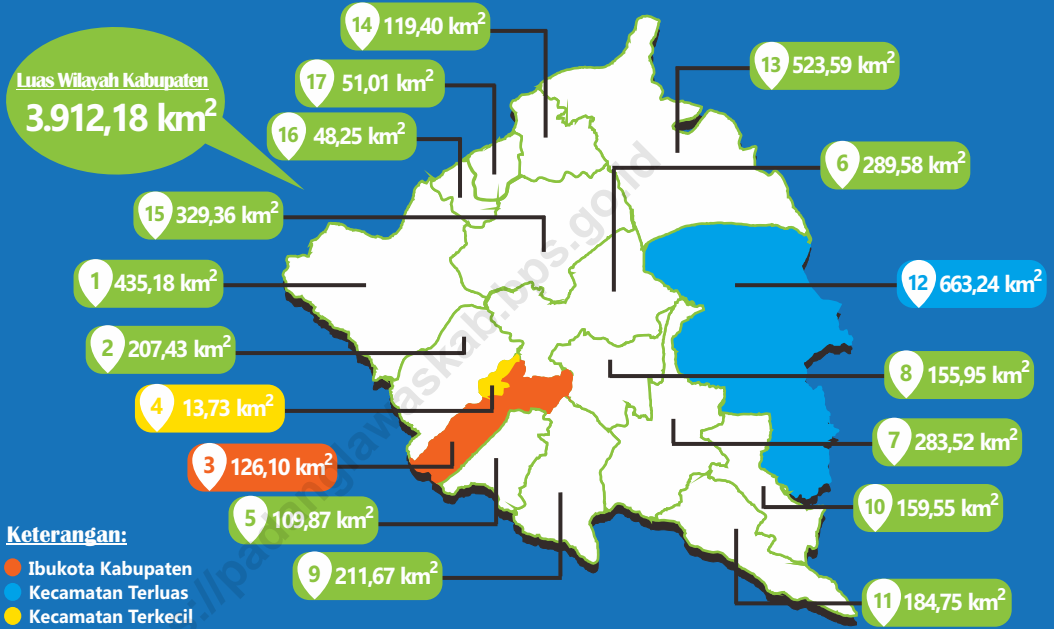 Luas Wilayah Kabupaten
3.912,18 km²
14 119,40 km²
17 51,01 km²
16 48,25 km²
15 329,36 km²
1 435,18 km²
2 207,43 km²
4 13,73 km²
3 126,10 km²
5 109,87 km²
9 211,67 km²
13 523,59 km²
6 289,58 km²
12 663,24 km²
8 155,95 km²
7 283,52 km²
10 159,55 km²
11 184,75 km²
Keterangan:
Ibukota Kabupaten
Kecamatan Terluas
Kecamatan Terkecil
://padanglawaskab.bps.go.id